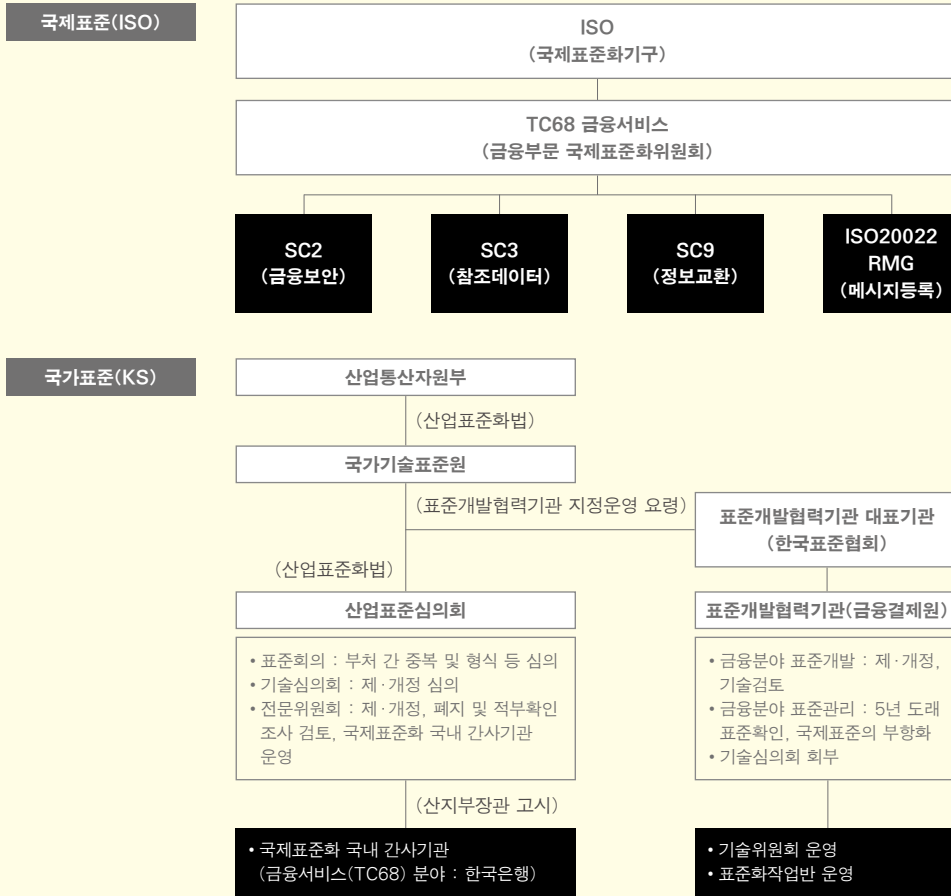 국제표준(ISO)
ISO
(국제표준화기구)
TC68 금융서비스
(금융부문 국제표준화위원회)
SC2
(금융보안)
SC3
(참조데이터)
SC9
(정보교환)
ISO20022
RMG
(메시지등록)
국가표준(KS)
산업통산자원부
(산업표준화법)
국가기술표준원
(표준개발협력기관 지정운영 요령)
표준개발협력기관 대표기관
(한국표준협회)
(산업표준화법)
산업표준심의회
• 표준회의 : 부처 간 중복 및 형식 등 심의
• 기술심의회 : 제·개정 심의
• 전문위원회 : 제·개정, 폐지 및 적부확인
조사 검토, 국제표준화 국내 간사기관
운영
표준개발협력기관(금융결제원)
• 금융분야 표준개발 : 제·개정,
기술검토
• 금융분야 표준관리 : 5년 도래
표준확인, 국제표준의 부항화
• 기술심의회 회부
(산지부장관 고시)
• 국제표준화 국내 간사기관
(금융서비스(TC68) 분야 : 한국은행)
• 기술위원회 운영
• 표준화작업반 운영